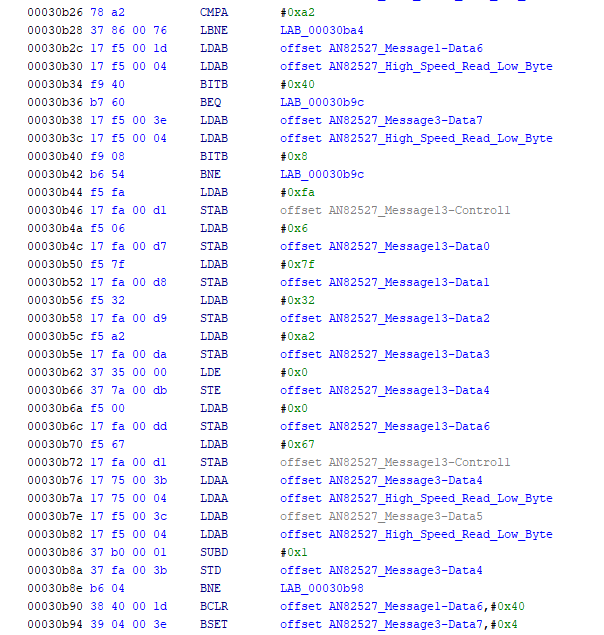 00030b26 78 a2 CMPA #0xa2
00030b28 37 86 00 76 LBNE LAB_00030ba4
00030b2c 17 f5 00 1d LDAB offset AN82527_Message1-Data6
00030b30 17 f5 00 04 LDAB offset AN82527_High_Speed_Read_Low_Byte
00030b34 f9 40 BITB #0x40
00030b36 b7 60 BEQ LAB_00030b9c
00030b38 17 f5 00 3e LDAB offset AN82527_Message3-Data7
00030b3c 17 f5 00 04 LDAB offset AN82527_High_Speed_Read_Low_Byte
00030b40 f9 08 BITB #0x8
00030b42 b6 54 BNE LAB_00030b9c
00030b44 f5 fa LDAB #0xfa
00030b46 17 fa 00 d1 STAB offset AN82527_Message13-Control1
00030b4a f5 06 LDAB #0x6
00030b4c 17 fa 00 d7 STAB offset AN82527_Message13-Data0
00030b50 f5 7f LDAB #0x7f
00030b52 17 fa 00 d8 STAB offset AN82527_Message13-Data1
00030b56 f5 32 LDAB #0x32
00030b58 17 fa 00 d9 STAB offset AN82527_Message13-Data2
00030b5c f5 a2 LDAB #0xa2
00030b5e 17 fa 00 da STAB offset AN82527_Message13-Data3
00030b62 37 35 00 00 LDE #0x0
00030b66 37 7a 00 db STE offset AN82527_Message13-Data4
00030b6a f5 00 LDAB #0x0
00030b6c 17 fa 00 dd STAB offset AN82527_Message13-Data6
00030b70 f5 67 LDAB #0x67
00030b72 17 fa 00 d1 STAB offset AN82527_Message13-Control1
00030b76 17 75 00 3b LDAA offset AN82527_Message3-Data4
00030b7a 17 75 00 04 LDAA offset AN82527_High_Speed_Read_Low_Byte
00030b7e 17 f5 00 3c LDAB offset AN82527_Message3-Data5
00030b82 17 f5 00 04 LDAB offset AN82527_High_Speed_Read_Low_Byte
00030b86 37 b0 00 01 SUBD #0x1
00030b8a 37 fa 00 3b STD offset AN82527_Message3-Data4
00030b8e b6 04 BNE LAB_00030b98
00030b90 38 40 00 1d BCLR offset AN82527_Message1-Data6,#0x40
00030b94 39 04 00 3e BSET offset AN82527_Message3-Data7,#0x4